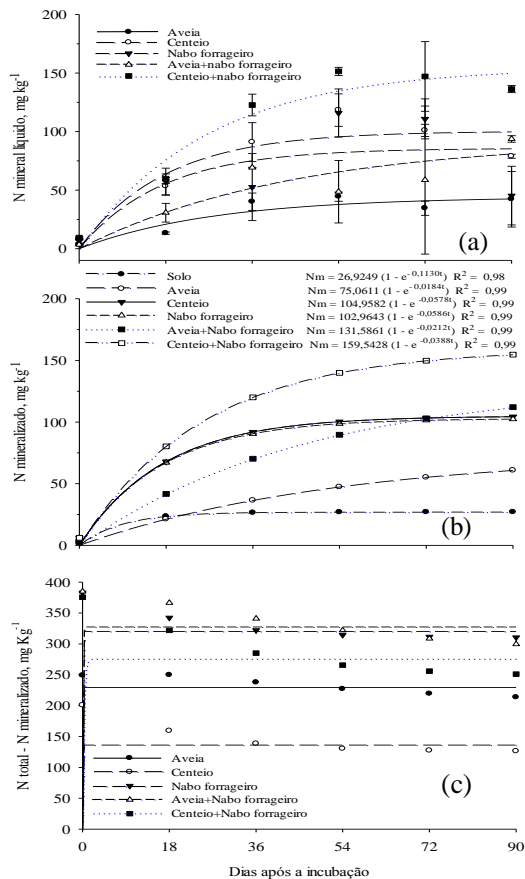 200
150
100
50
0
N mineral líquido, mg kg-1
Aveia
Centeio
Nabo forrageiro
Aveia+nabo forrageiro
Centeio+nabo forrageiro
(a)
Solo Nm = 26,9249 (1 - e-0,1130t) R2 = 0,98
Aveia Nm = 75,0611 (1 - e-0,0184t) R2 = 0,99
Centeio Nm = 104,9582 (1 - e-0,0578t) R2 = 0,99
Nabo forrageiro Nm = 102,9643 (1 - e-0,0586t) R2 = 0,99
Aveia+Nabo forrageiro Nm = 131,5861 (1 - e-0,0212t) R2 = 0,99
Centeio+Nabo forrageiro Nm = 159,5428 (1 - e-0,0388t) R2 = 0,99
200
150
100
50
0
N mineralizado, mg kg-1
(b)
400
350
300
250
200
150
100
50
0
N total - N mineralizado, mg Kg-1
Aveia
Centeio
Nabo forrageiro
Aveia+Nabo forrageiro
Centeio+Nabo forrageiro
(c)
0 18 36 54 72 90
Dias após a incubação